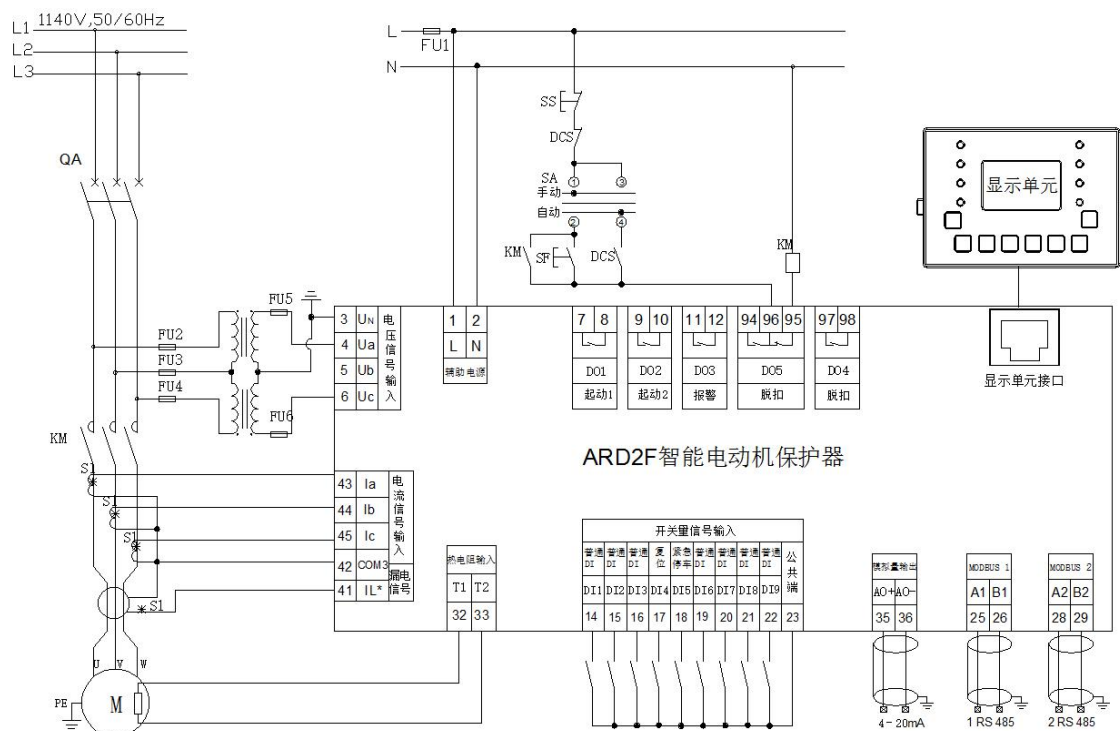 L1 1140V,50/60Hz
L2
L3
QA
L FU1
N
SS
DCS
SA ① ③
手动
自动
② ④
KM SF DCS
KM
显示单元
显示单元接口
FU5
FU2
FU3
FU4
FU6
3 UN
4 Ua
5 Ub
6 Uc
电压信号输入
1 2
L N
辅助电源
7 8
DO1
起动1
9 10
DO2
起动2
11 12
DO3
报警
94 96 95
DO5
脱扣
97 98
DO4
脱扣
ARD2F智能电动机保护器
KM
S1
S1
S1
S1
43 Ia
44 Ib
45 Ic
42 COM3
41 IL*
电流信号输入
漏电信号
热电阻输入
T1 T2
32 33
开关量信号输入
普通DI 普通DI 普通DI 复位 紧急停车 普通DI 普通DI 普通DI 普通DI 公共端
DI1 DI2 DI3 DI4 DI5 DI6 DI7 DI8 DI9
14 15 16 17 18 19 20 21 22 23
模拟量输出
AO+ AO-
35 36
4-20mA
MODBUS 1
A1 B1
25 26
1 RS 485
MODBUS 2
A2 B2
28 29
2 RS 485
U V W
M
PE